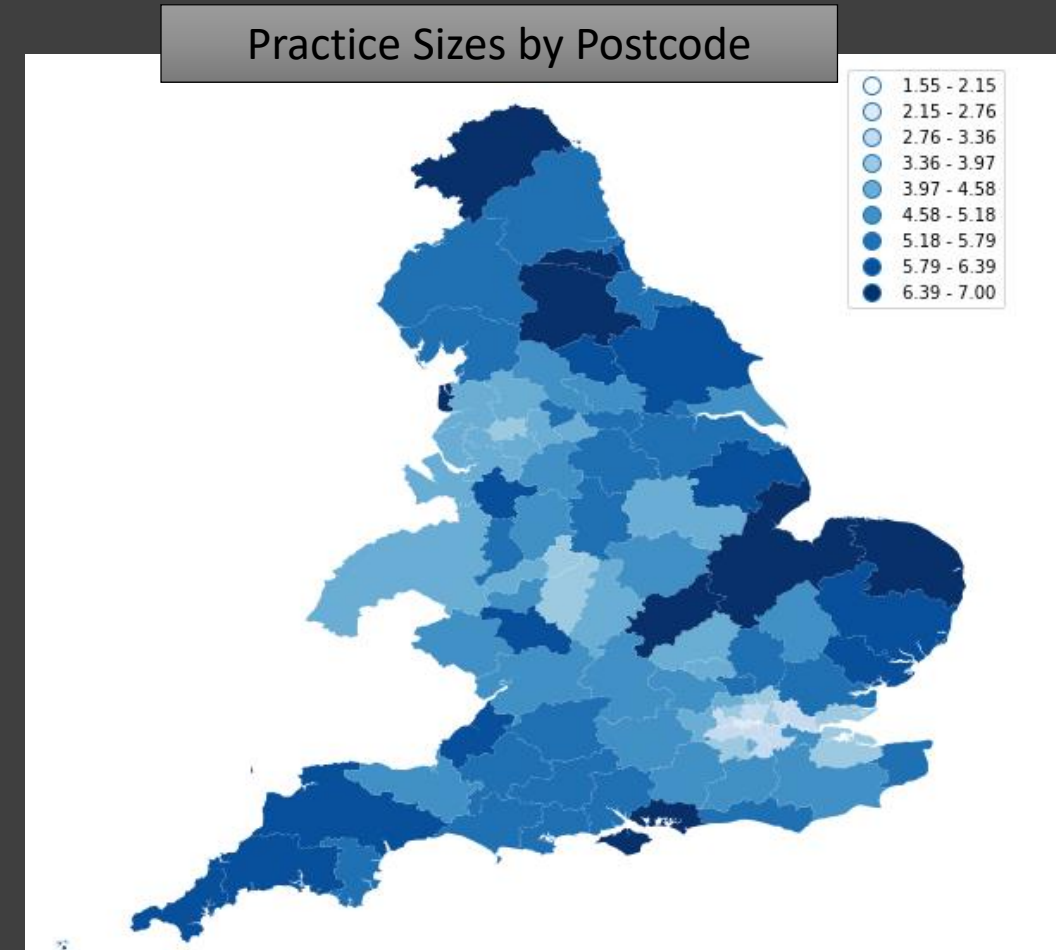 Practice Sizes by Postcode
1.55 - 2.15
2.15 - 2.76
2.76 - 3.36
3.36 - 3.97
3.97 - 4.58
4.58 - 5.18
5.18 - 5.79
5.79 - 6.39
6.39 - 7.00